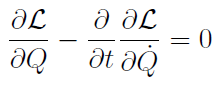 ∂ℒ/∂Q − ∂/∂t ∂ℒ/∂Q̇ = 0